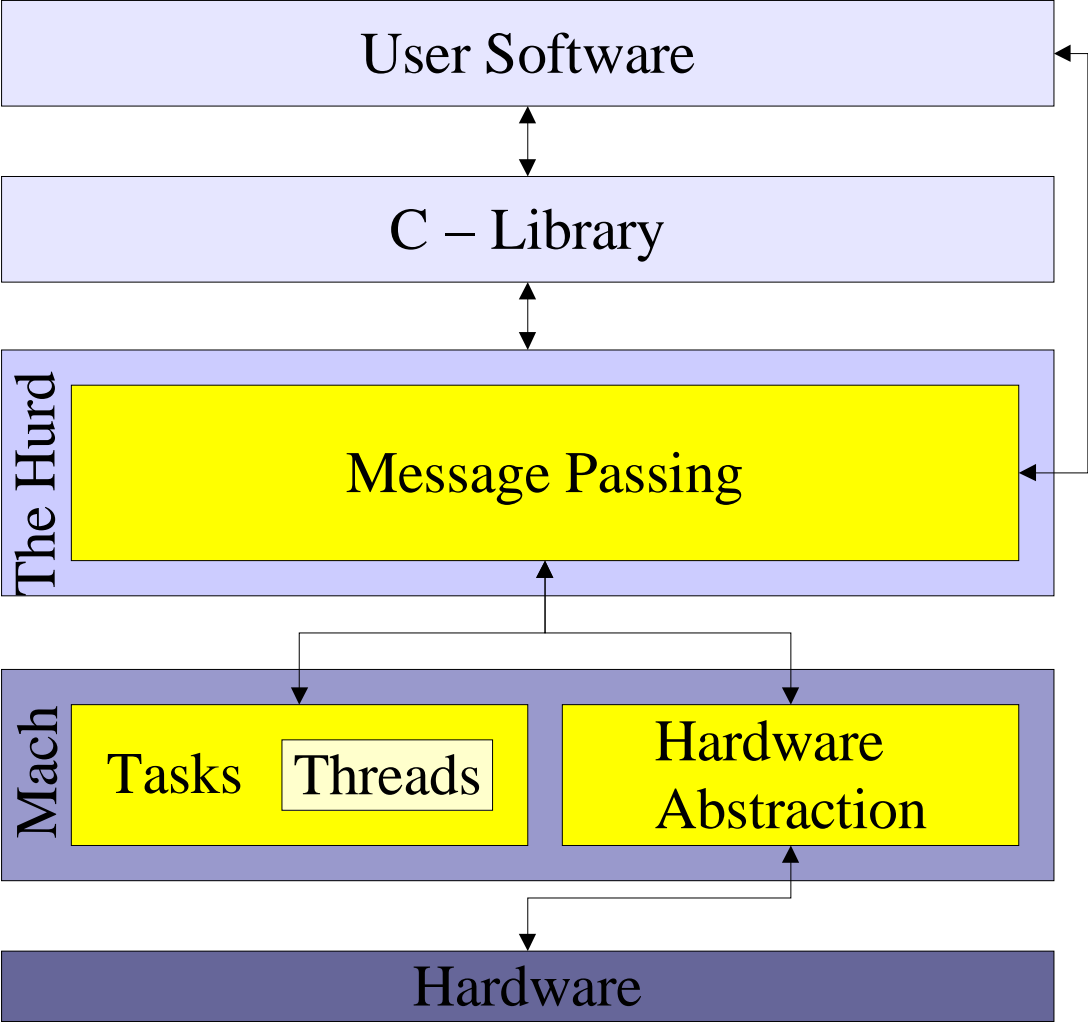 User Software
C – Library
The Hurd
Message Passing
Mach
Tasks
Threads
Hardware
Abstraction
Hardware